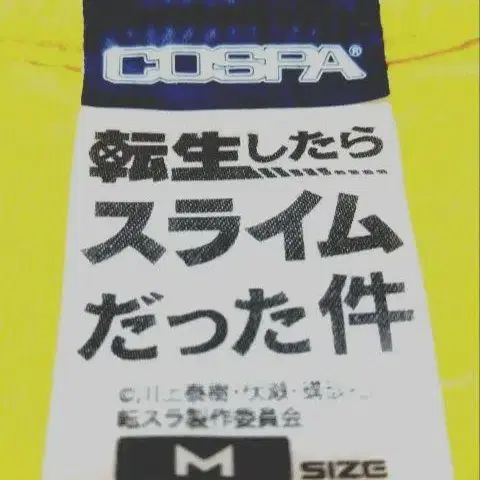 COSPA®
転生したら
スライム
だった件
©川上泰樹・伏瀬・講談社
転スラ製作委員会
M SIZE